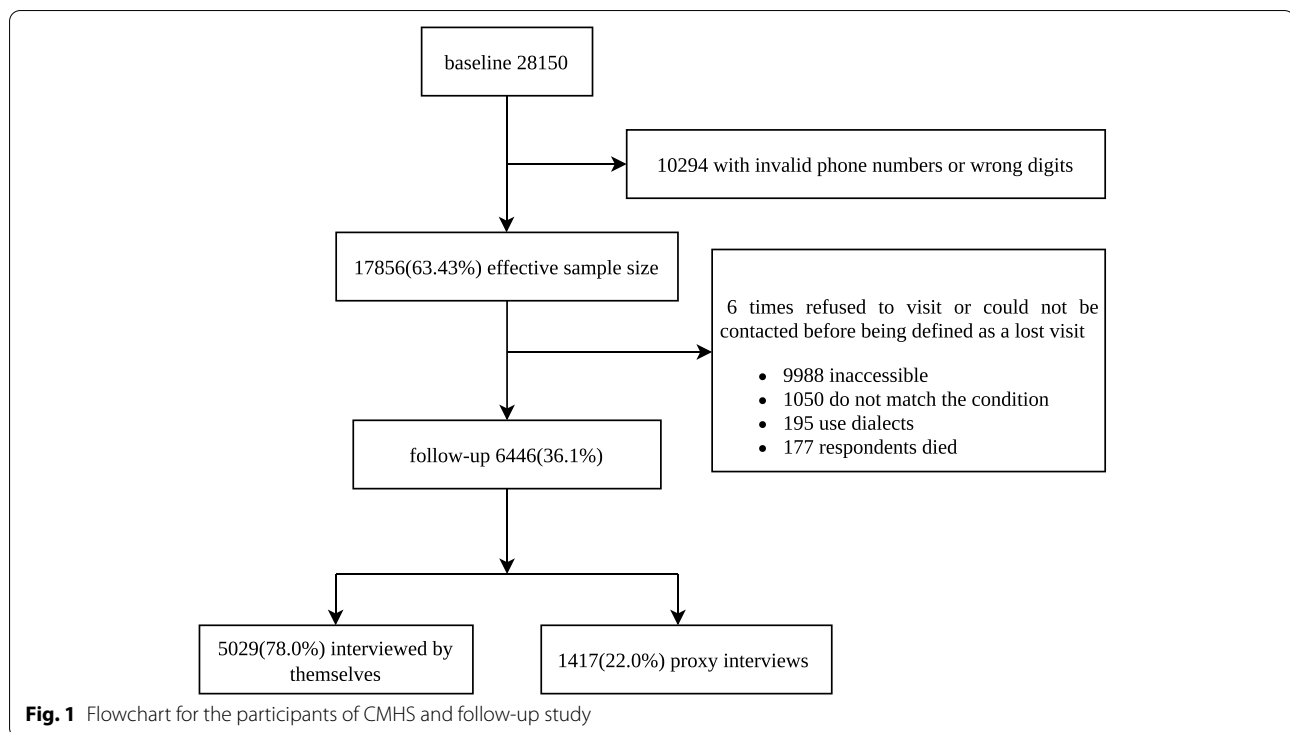 baseline 28150
10294 with invalid phone numbers or wrong digits
17856(63.43%) effective sample size
6 times refused to visit or could not be
contacted before being defined as a lost visit
• 9988 inaccessible
• 1050 do not match the condition
• 195 use dialects
• 177 respondents died
follow-up 6446(36.1%)
5029(78.0%) interviewed by
themselves
1417(22.0%) proxy interviews
Fig. 1 Flowchart for the participants of CMHS and follow-up study